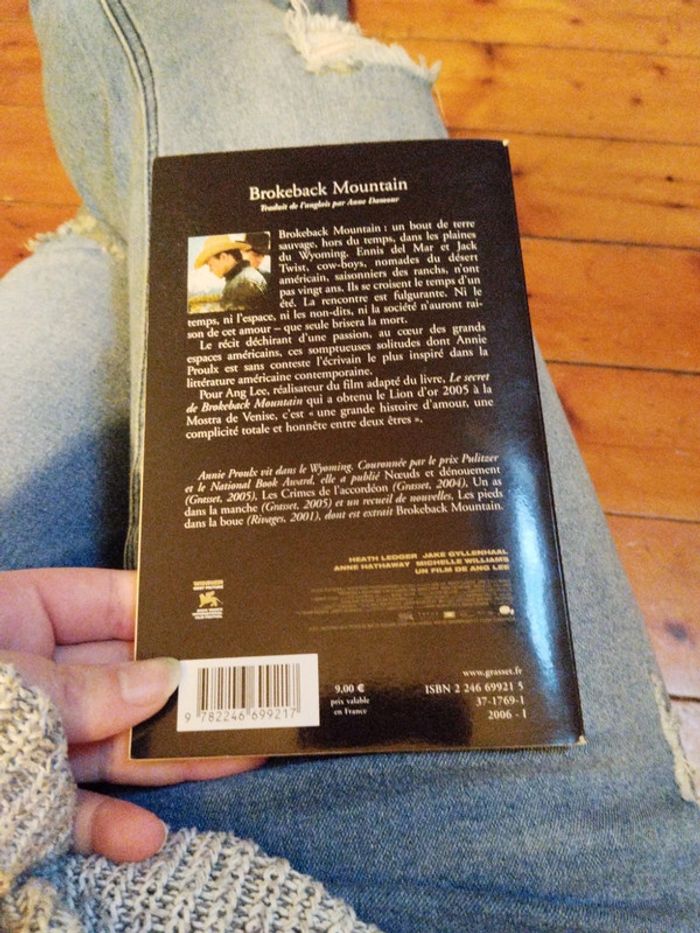 Brokeback Mountain
Traduit de l'anglais par Anne Damour
Brokeback Mountain : un bout de terre
sauvage, hors du temps, dans les plaines
du Wyoming. Ennis del Mar et Jack
Twist, cow-boys, nomades du désert
américain, saisonniers des ranchs, n'ont
pas vingt ans. Ils se croisent le temps d'un
été. La rencontre est fulgurante. Ni le
temps, ni l'espace, ni les non-dits, ni la société n'auront rai-
son de cet amour – que seule brisera la mort.
Le récit déchirant d'une passion, au cœur des grands
espaces américains, ces somptueuses solitudes dont Annie
Proulx est sans conteste l'écrivain le plus inspiré dans la
littérature américaine contemporaine.
Pour Ang Lee, réalisateur du film adapté du livre, Le secret
de Brokeback Mountain qui a obtenu le Lion d'or 2005 à la
Mostra de Venise, c'est « une grande histoire d'amour, une
complicité totale et honnête entre deux êtres ».
Annie Proulx vit dans le Wyoming. Couronnée par le prix Pulitzer
et le National Book Award, elle a publié Nœuds et dénouement
(Grasset, 2005), Les Crimes de l'accordéon (Grasset, 2004), Un as
dans la manche (Grasset, 2005) et un recueil de nouvelles, Les pieds
dans la boue (Rivages, 2001), dont est extrait Brokeback Mountain.
HEATH LEDGER JAKE GYLLENHAAL
ANNE HATHAWAY MICHELLE WILLIAMS
UN FILM DE ANG LEE
WINNER
BEST PICTURE
www.grasset.fr
9,00 €
prix valable
en France
ISBN 2 246 69921 5
37-1769-1
2006 - I
9 782246 699217